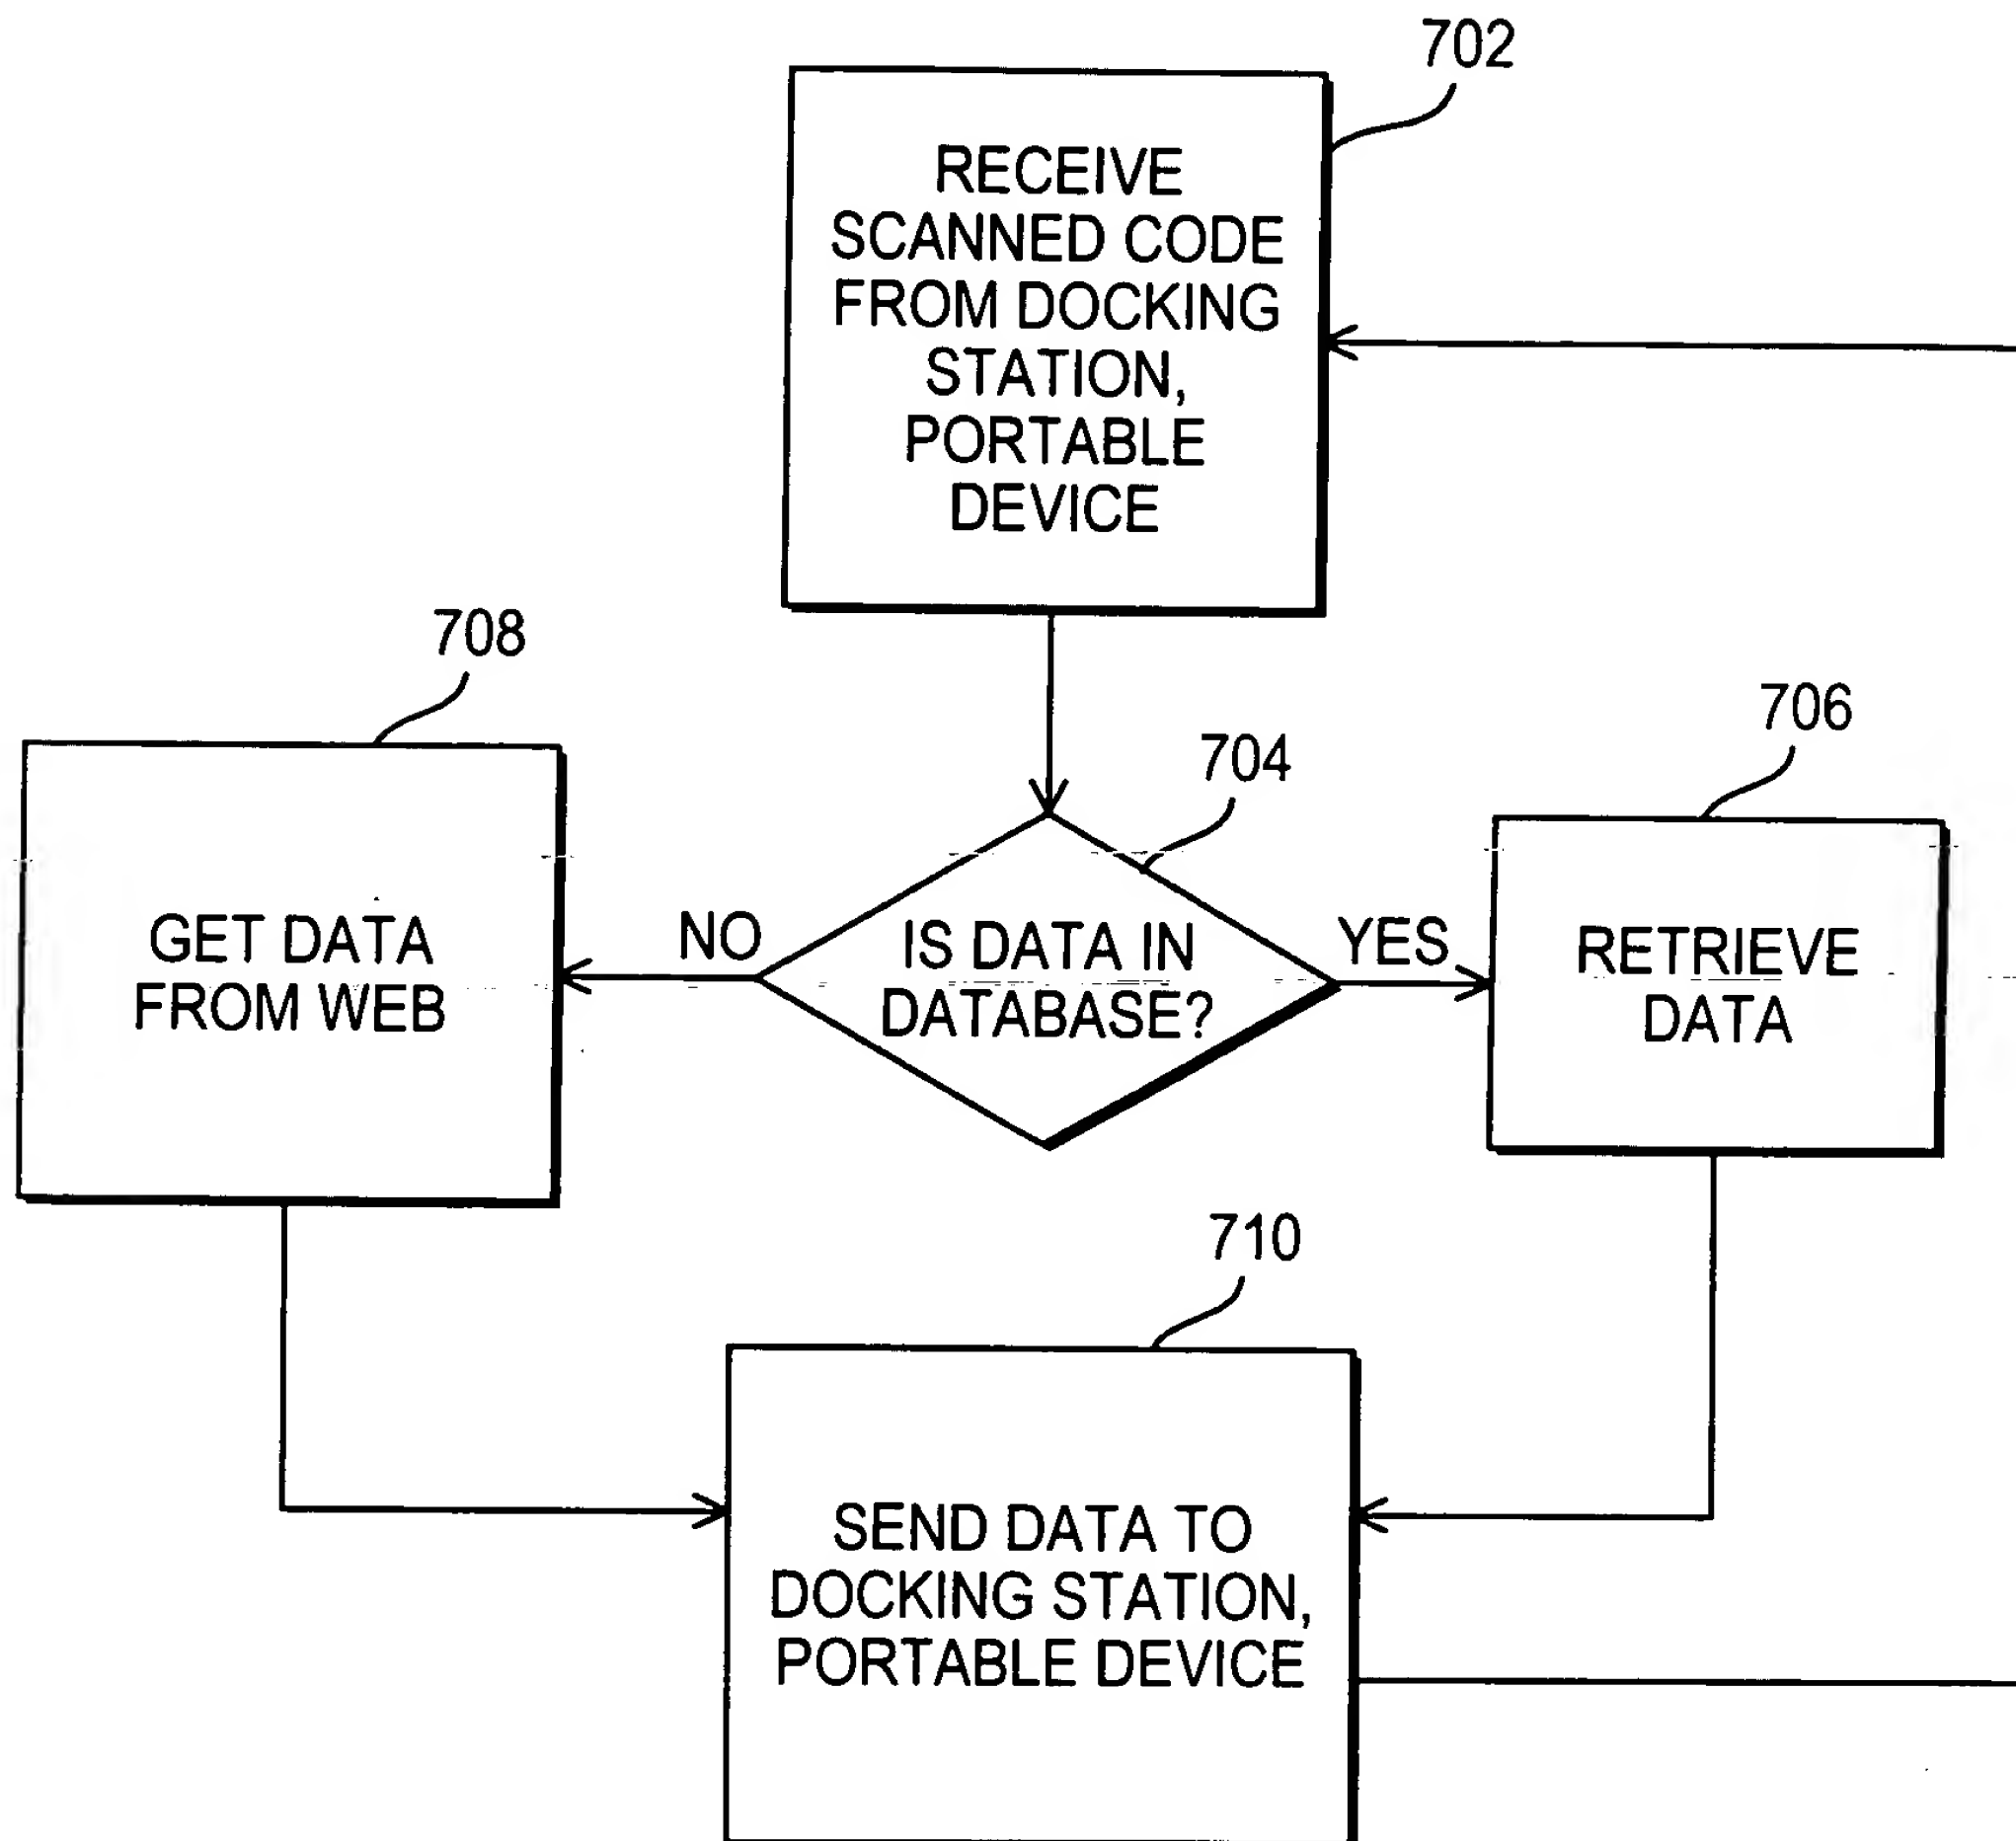 702
RECEIVE
SCANNED CODE
FROM DOCKING
STATION,
PORTABLE
DEVICE
708
704
706
GET DATA
FROM WEB
NO
IS DATA IN
DATABASE?
YES
RETRIEVE
DATA
710
SEND DATA TO
DOCKING STATION,
PORTABLE DEVICE